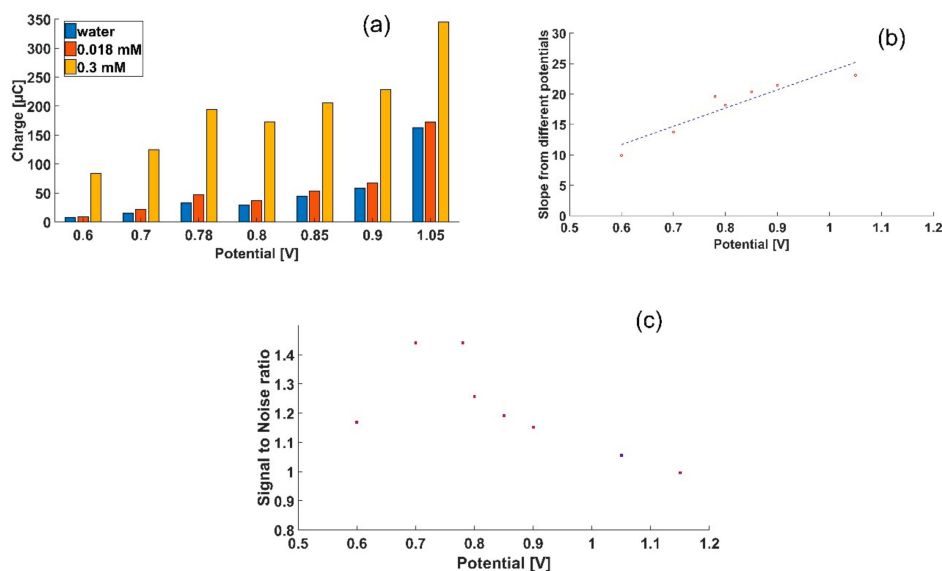 (a)
water
0.018 mM
0.3 mM
350
300
250
200
150
100
50
0
Charge [µC]
0.6 0.7 0.78 0.8 0.85 0.9 1.05
Potential [V]
(b)
30
25
20
15
10
5
0
Slope from different potentials
0.5 0.6 0.7 0.8 0.9 1 1.1 1.2
Potential [V]
(c)
1.4
1.3
1.2
1.1
1
0.9
0.8
Signal to Noise ratio
0.5 0.6 0.7 0.8 0.9 1 1.1 1.2
Potential [V]